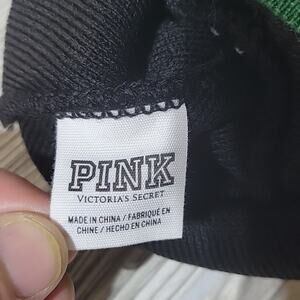 PINK
VICTORIA'S SECRET
MADE IN CHINA / FABRIQUÉ EN
CHINE / HECHO EN CHINA